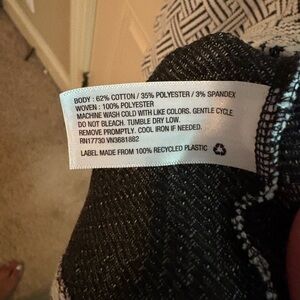 BODY : 62% COTTON / 35% POLYESTER / 3% SPANDEX
WOVEN : 100% POLYESTER
MACHINE WASH COLD WITH LIKE COLORS. GENTLE CYCLE.
DO NOT BLEACH. TUMBLE DRY LOW.
REMOVE PROMPTLY. COOL IRON IF NEEDED.
RN17730 VN3681882
LABEL MADE FROM 100% RECYCLED PLASTIC